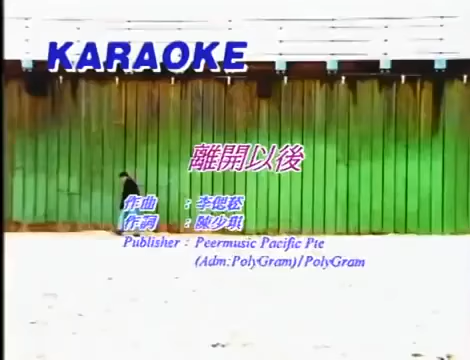 KARAOKE
離開以後
作曲 : 李偲菘
作詞 : 陳少琪
Publisher : Peermusic Pacific Pte
(Adm:PolyGram)/PolyGram